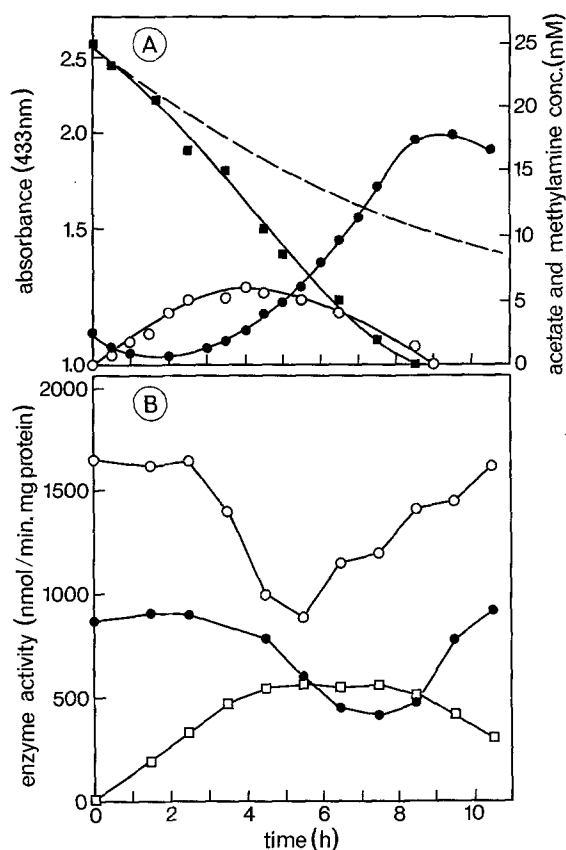 A
absorbance (433nm)
2.5
2.0
1.5
1.0
25
20
15
10
5
0
acetate and methylamine conc.(mM)
B
enzyme activity (nmol/min.mg protein)
2000
1500
1000
500
0
0 2 4 6 8 10
time(h)